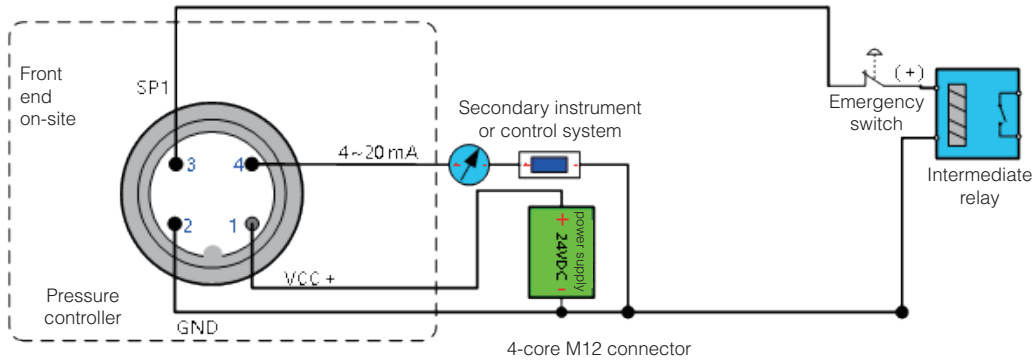 Front
end
on-site
SP1
3
4
2
1
4~20 mA
Secondary instrument
or control system
(+)
Emergency
switch
Intermediate
relay
+
24VDC
-
power supply
VCC +
GND
Pressure
controller
4-core M12 connector